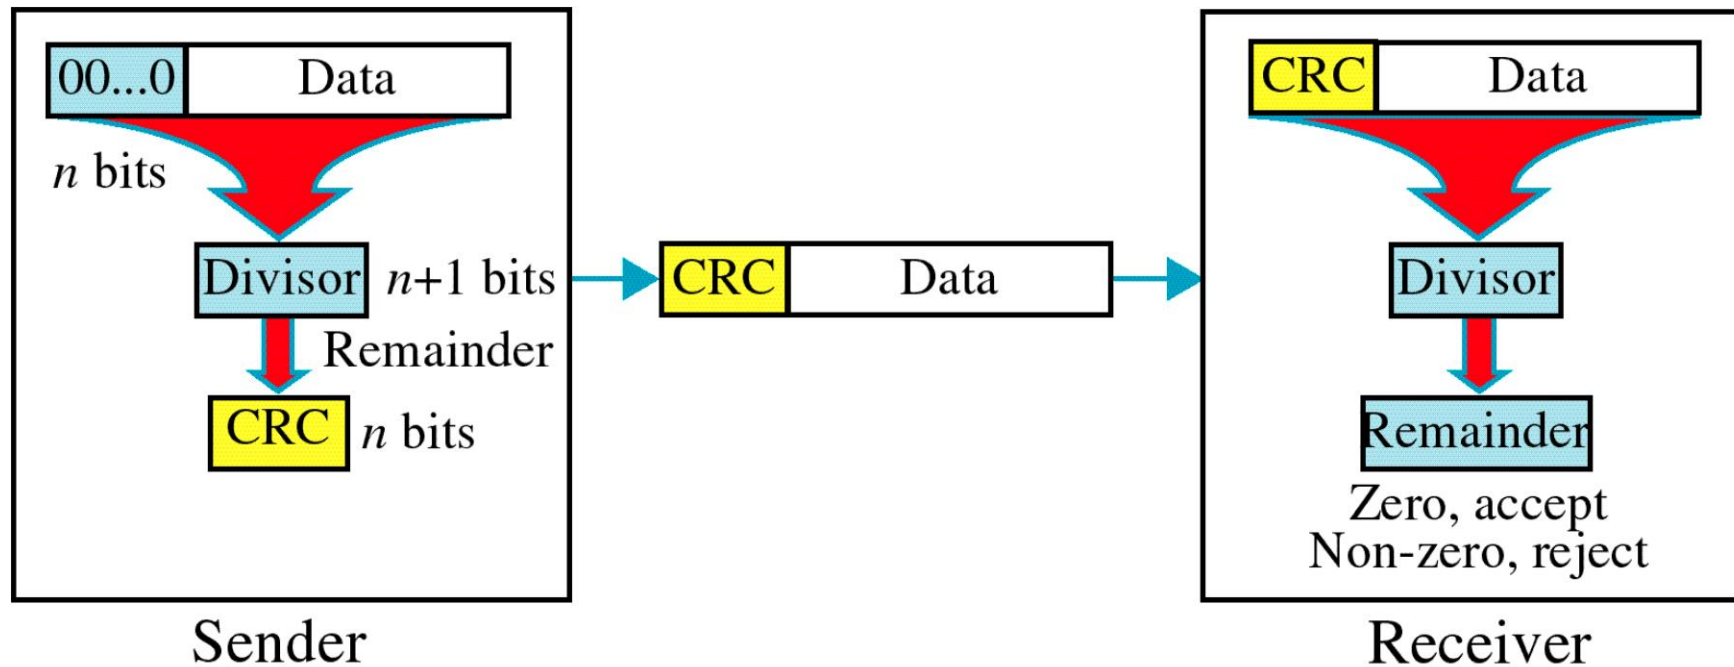 00...0 Data
n bits
Divisor n+1 bits
Remainder
CRC n bits
Sender
CRC Data
CRC Data
Divisor
Remainder
Zero, accept
Non-zero, reject
Receiver